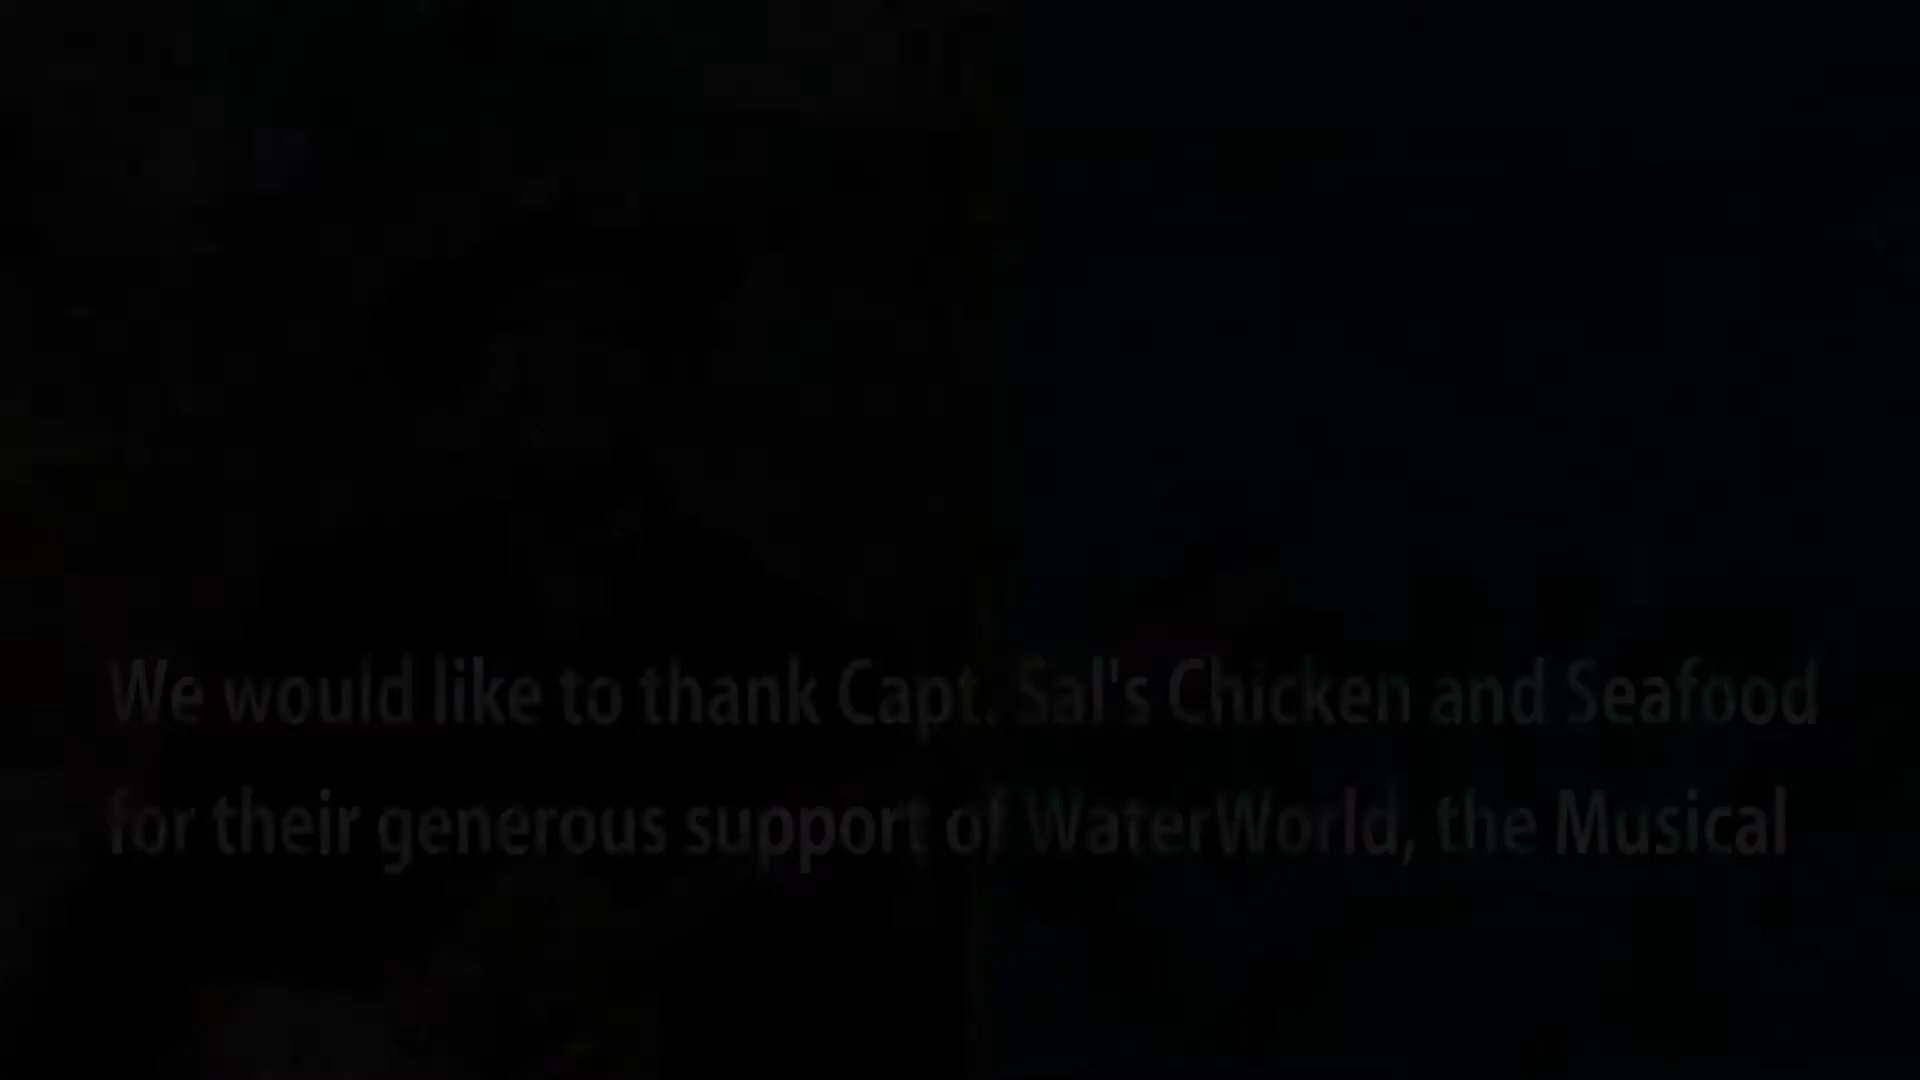 We would like to thank Capt. Sal's Chicken and Seafood
for their generous support of WaterWorld, the Musical